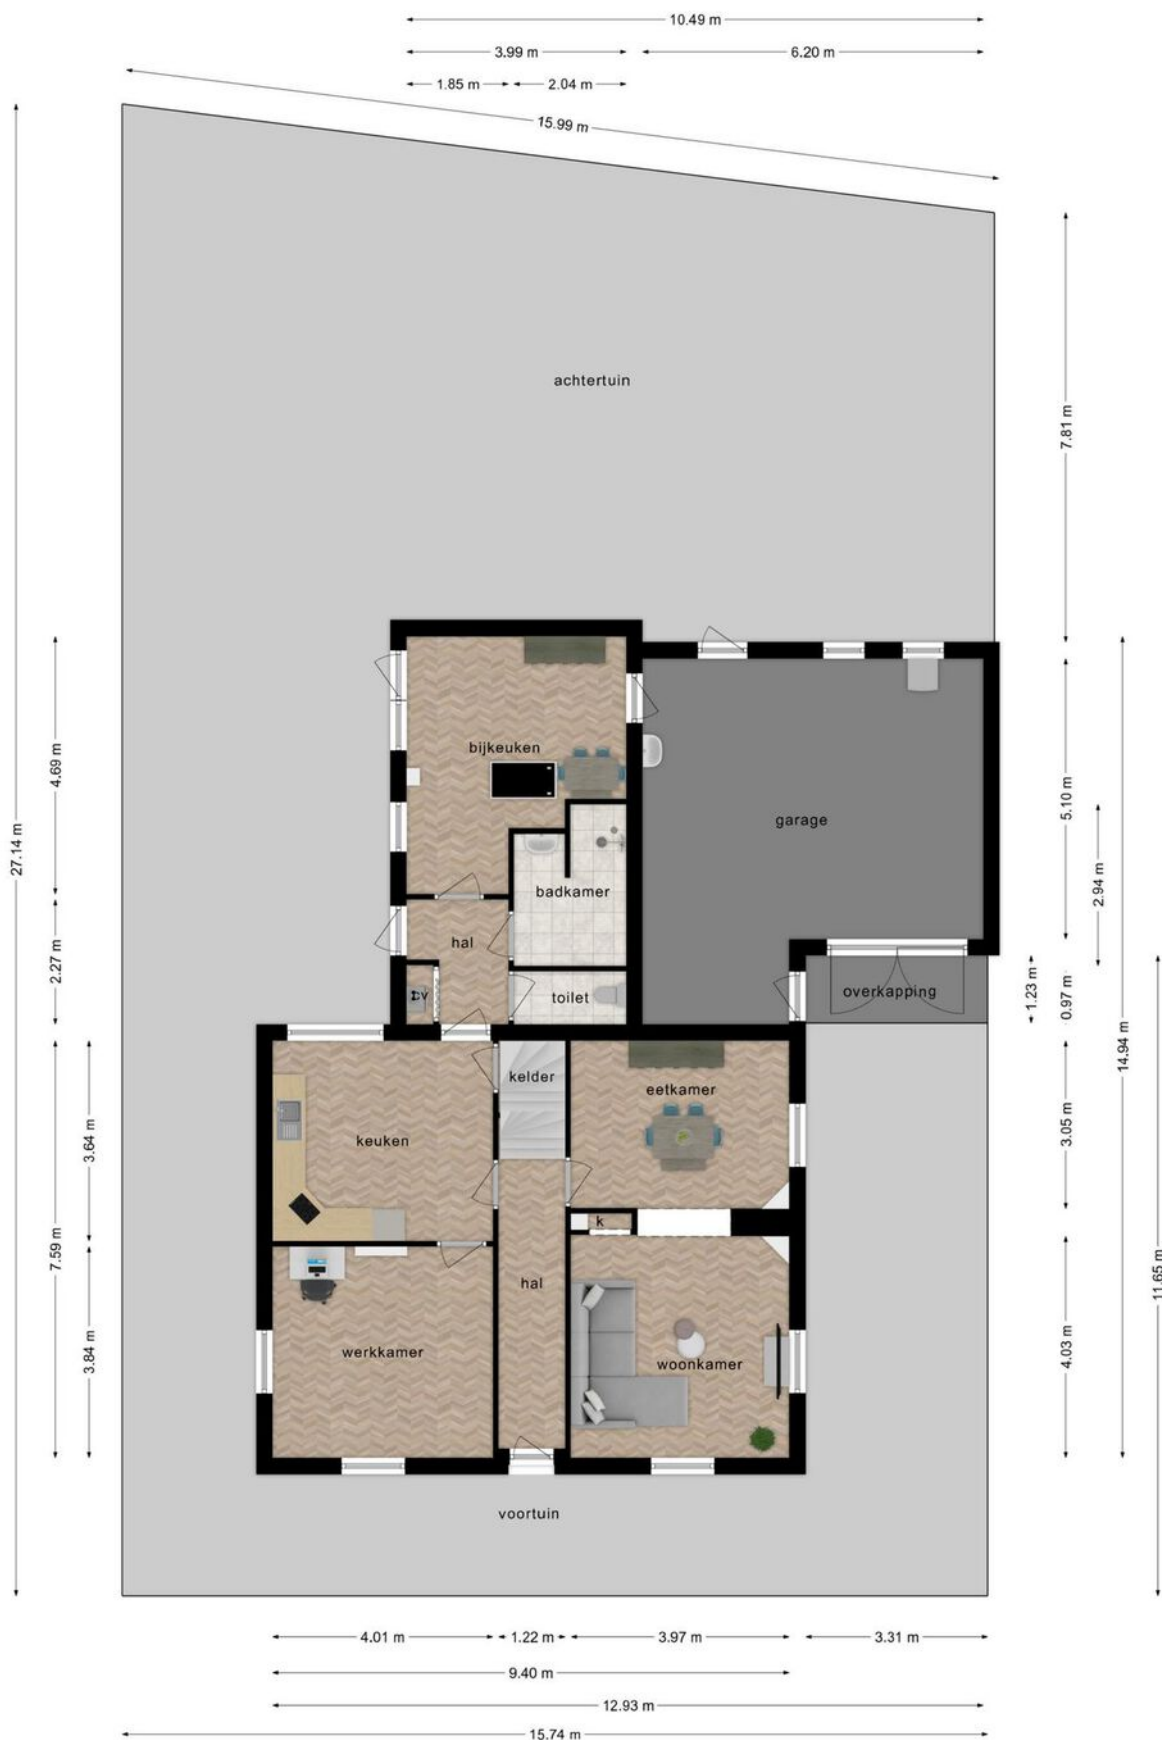 10.49 m
3.99 m
6.20 m
1.85 m
2.04 m
15.99 m
achtertuin
7.81 m
27.14 m
4.69 m
bijkeuken
garage
5.10 m
2.94 m
badkamer
2.27 m
hal
cv
toilet
overkapping
1.23 m
0.97 m
14.94 m
kelder
eetkamer
keuken
3.64 m
3.05 m
7.59 m
k
hal
11.65 m
werkkamer
woonkamer
3.84 m
4.03 m
voortuin
4.01 m
1.22 m
3.97 m
3.31 m
9.40 m
12.93 m
15.74 m